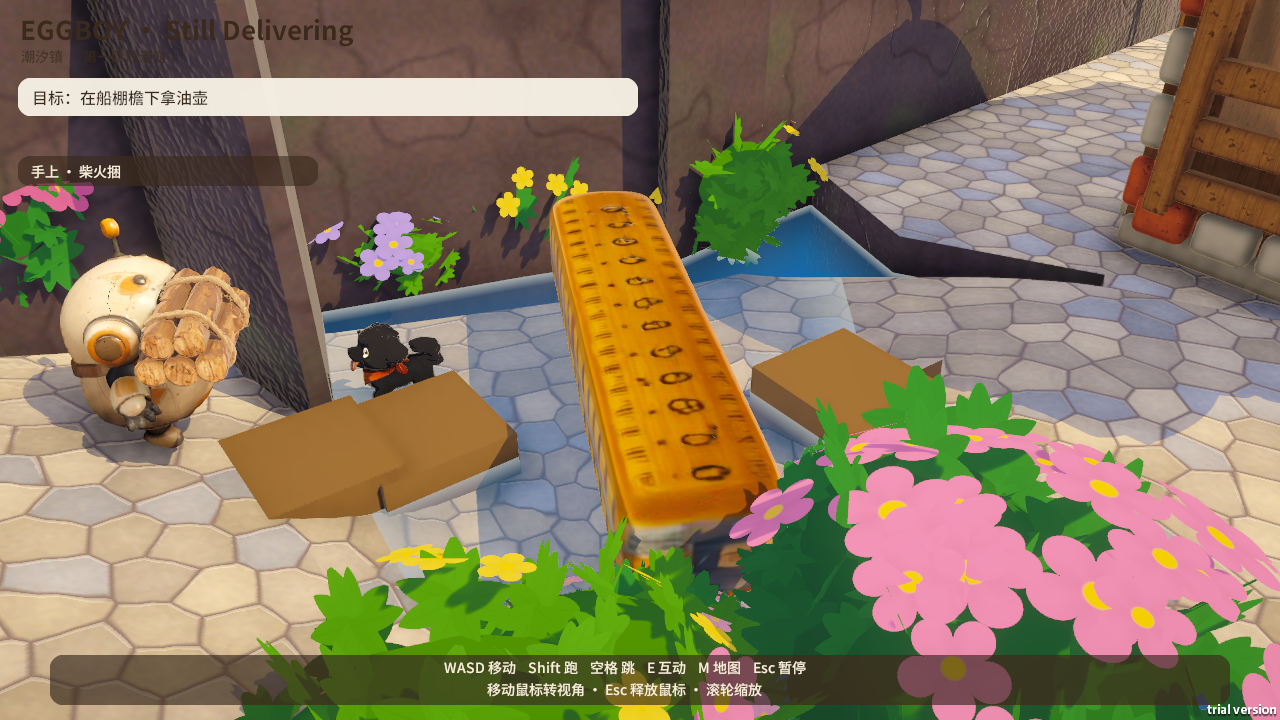 EGGBOY · Still Delivering
潮汐镇
目标：在船棚檐下拿油壶
手上 · 柴火捆
WASD 移动 Shift 跑 空格 跳 E 互动 M 地图 Esc 暂停
移动鼠标转视角 · Esc 释放鼠标 · 滚轮缩放
trial version